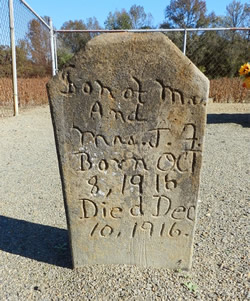 Son of Mr.
And
Mrs. J. J.
Born Oct
8, 1916
Died Dec
10, 1916.